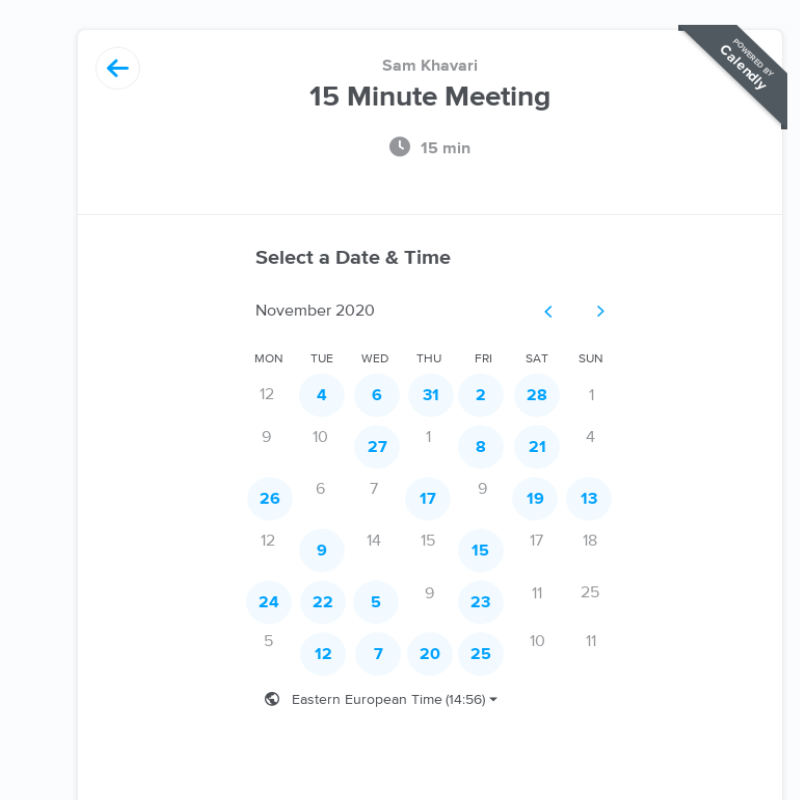 POWERED BY
Calendly
Sam Khavari
15 Minute Meeting
15 min
Select a Date & Time
November 2020
MON TUE WED THU FRI SAT SUN
12 4 6 31 2 28 1
9 10 27 1 8 21 4
26 6 7 17 9 19 13
12 9 14 15 15 17 18
24 22 5 9 23 11 25
5 12 7 20 25 10 11
Eastern European Time (14:56)